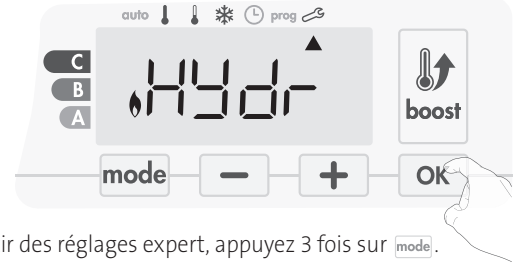 auto prog
C
B
A
Hydr
boost
mode − + OK
ir des réglages expert, appuyez 3 fois sur mode.